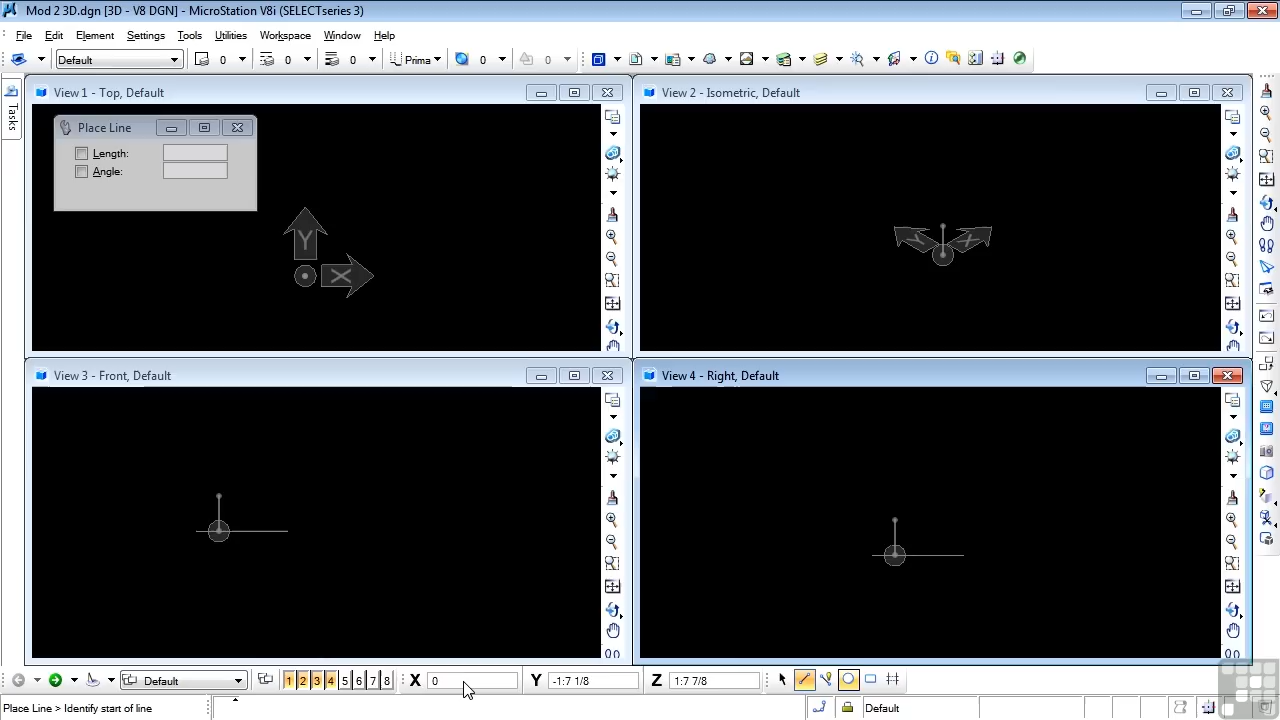 Mod 2 3D.dgn [3D - V8 DGN] - MicroStation V8i (SELECTseries 3)
File Edit Element Settings Tools Utilities Workspace Window Help
Default 0 0 0 Prima 0 0
Tasks
View 1 - Top, Default
View 2 - Isometric, Default
Place Line
Length:
Angle:
Y
X
Y X
View 3 - Front, Default
View 4 - Right, Default
Default 1 2 3 4 5 6 7 8 X 0 Y -1:7 1/8 Z 1:7 1/8
Place Line > Identify start of line
Default